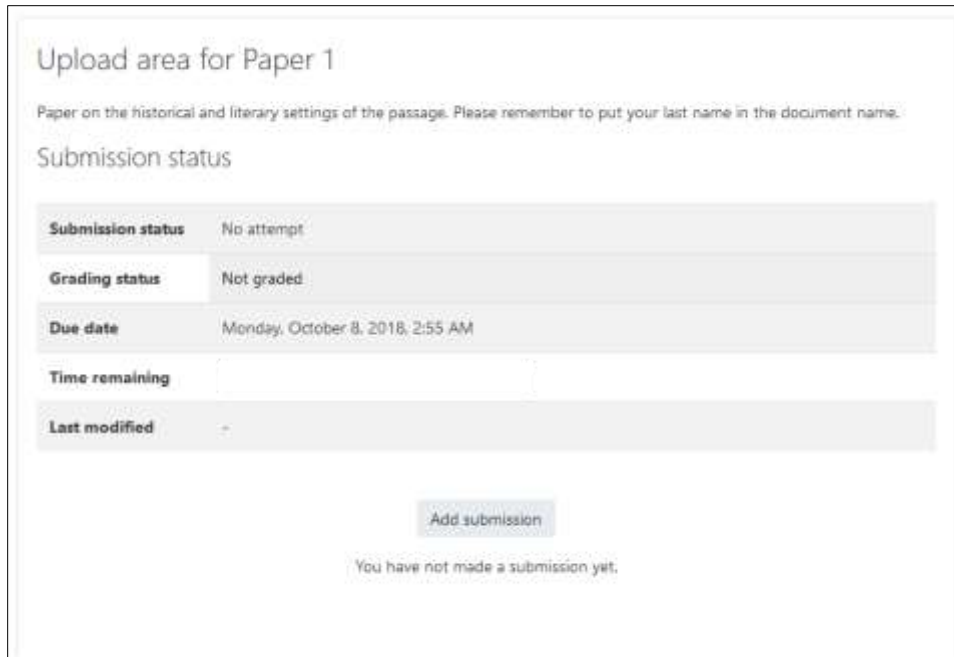 Upload area for Paper 1
Paper on the historical and literary settings of the passage. Please remember to put your last name in the document name.
Submission status
Submission status No attempt
Grading status Not graded
Due date Monday, October 8, 2018, 2:55 AM
Time remaining
Last modified -
Add submission
You have not made a submission yet.